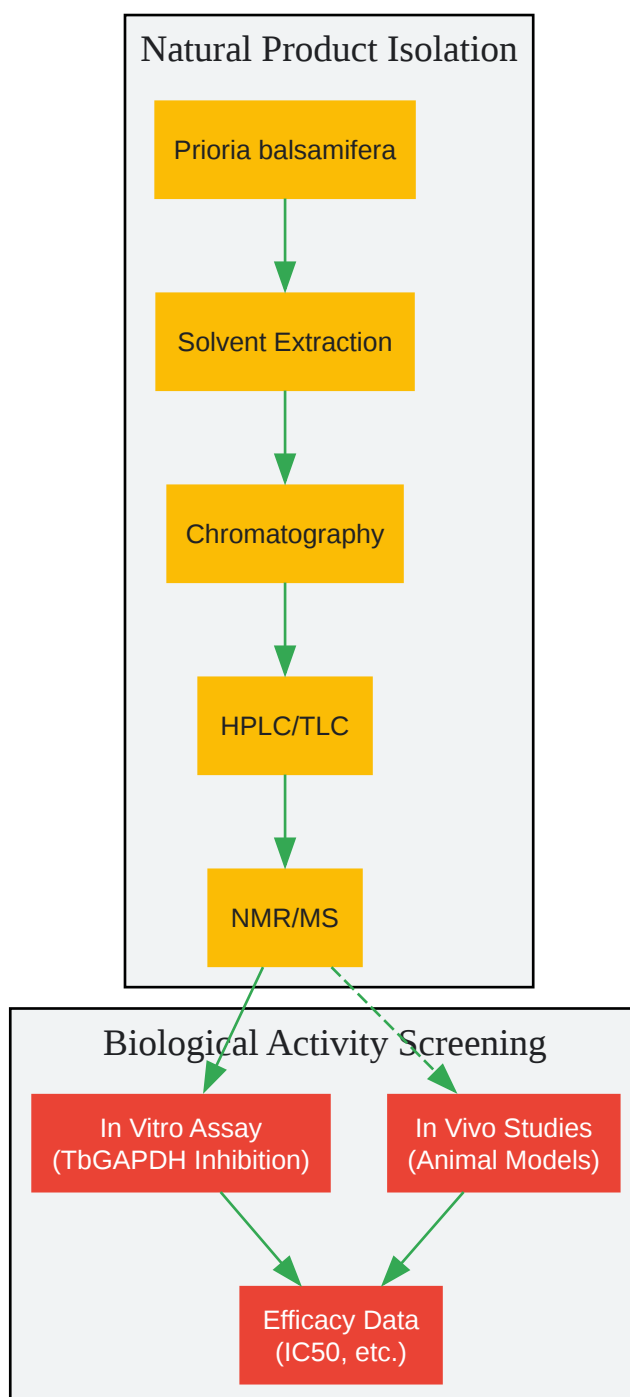 Natural Product Isolation
Prioria balsamifera
Solvent Extraction
Chromatography
HPLC/TLC
NMR/MS
Biological Activity Screening
In Vitro Assay
(TbGAPDH Inhibition)
In Vivo Studies
(Animal Models)
Efficacy Data
(IC50, etc.)